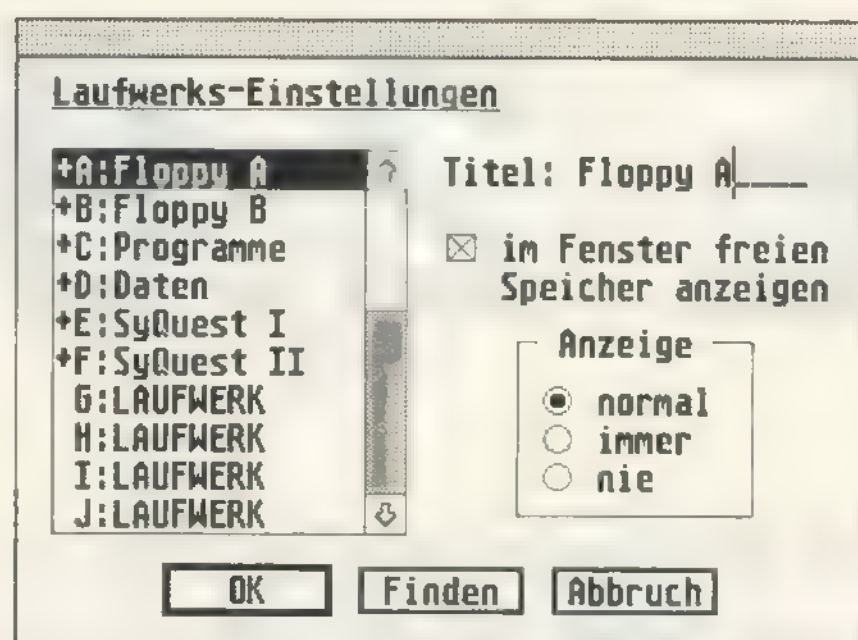 Laufwerks-Einstellungen
+A:Floppy A
+B:Floppy B
+C:Programme
+D:Daten
+E:SyQuest I
+F:SyQuest II
G:LAUFWERK
H:LAUFWERK
I:LAUFWERK
J:LAUFWERK
Titel: Floppy A
im Fenster freien
Speicher anzeigen
Anzeige
normal
immer
nie
OK
Finden
Abbruch